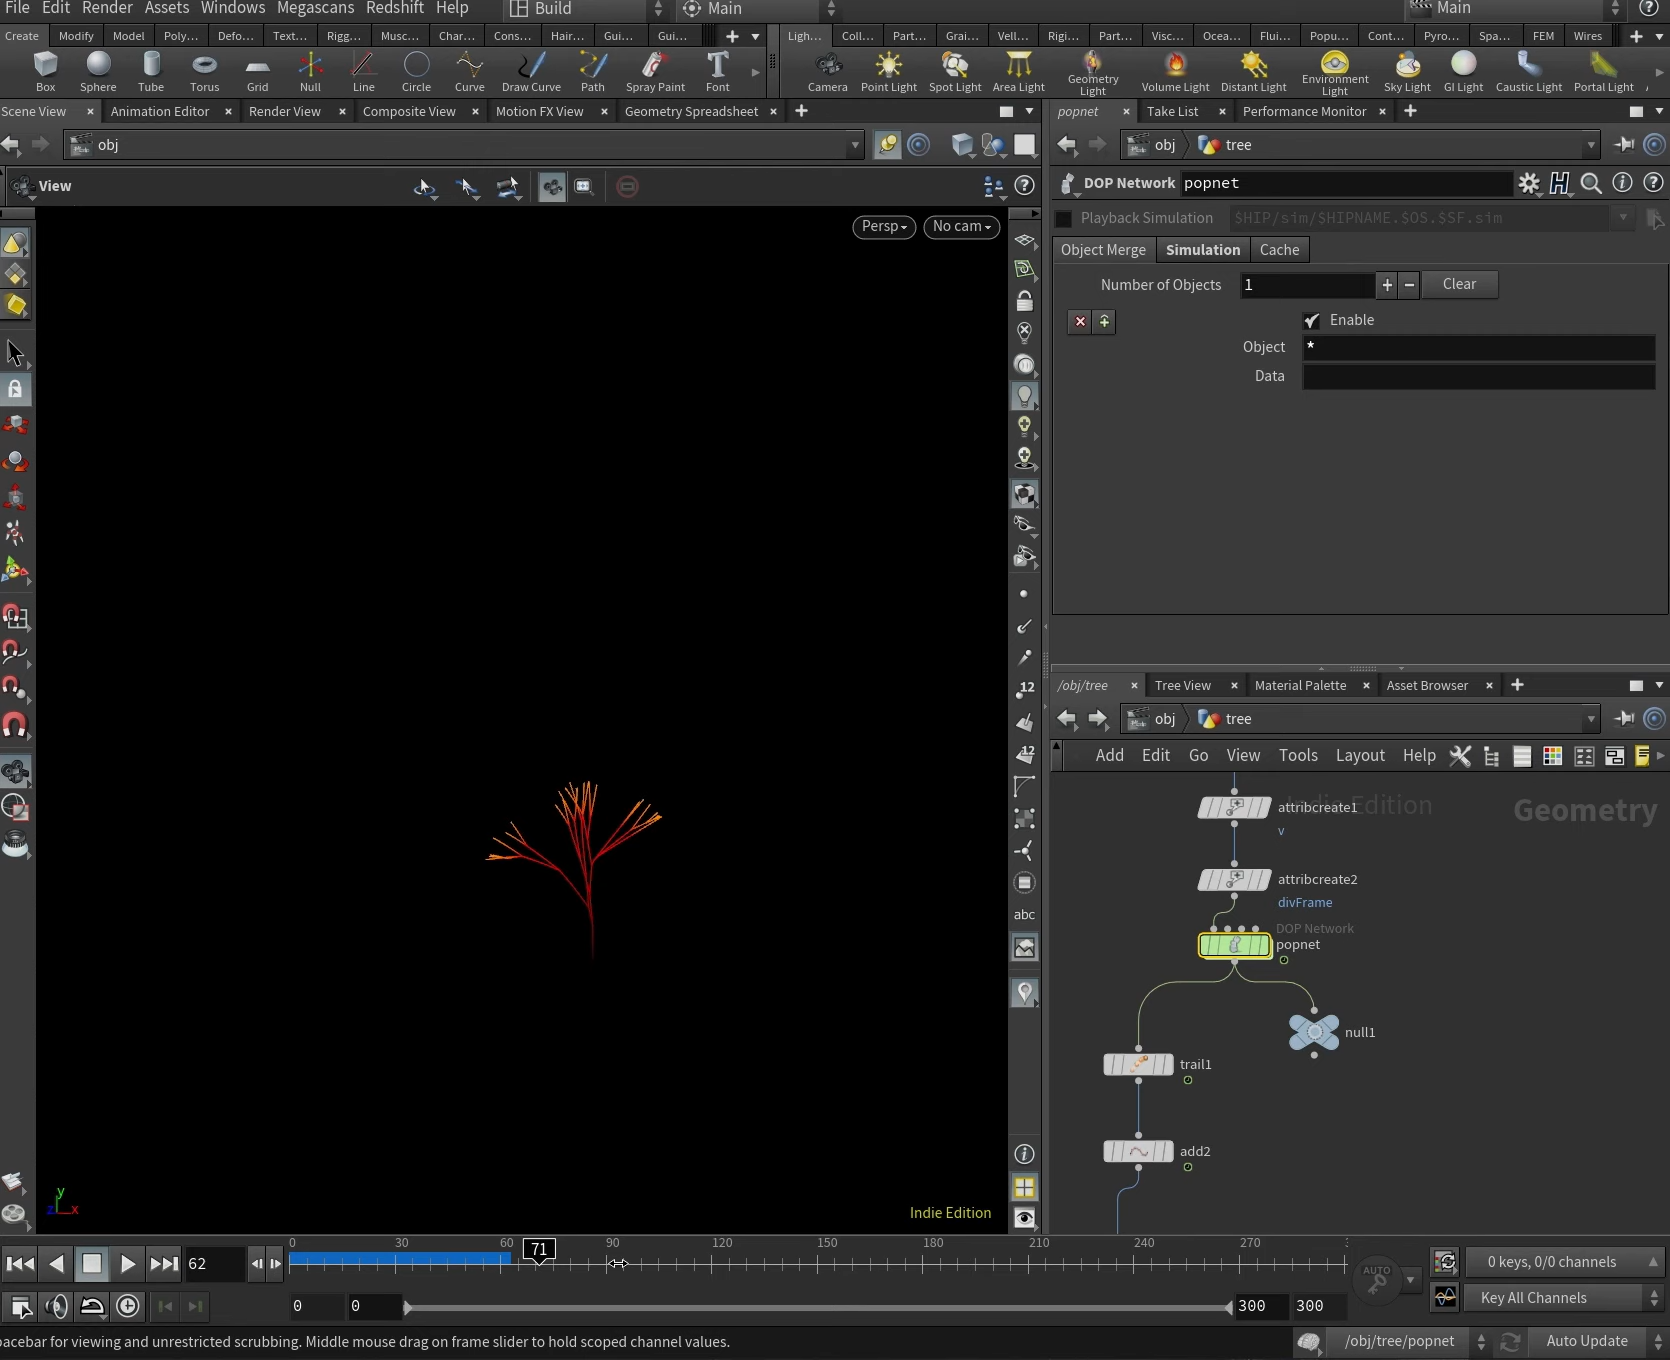 File Edit Render Assets Windows Megascans Redshift Help Build Main Main
Create Modify Model Poly... Defo... Text... Rigg... Musc... Char... Cons... Hair... Gui... Gui... Ligh... Coll... Part... Grai... Vell... Rigi... Part... Visc... Ocea... Flui... Popu... Cont... Pyro... Spa... FEM Wires
Box Sphere Tube Torus Grid Null Line Circle Curve Draw Curve Path Spray Paint Font Camera Point Light Spot Light Area Light Geometry Light Volume Light Distant Light Environment Light Sky Light GI Light Caustic Light Portal Light
Scene View Animation Editor Render View Composite View Motion FX View Geometry Spreadsheet
obj
View
Persp No cam
12
12
abc
y
z x
Indie Edition
popnet Take List Performance Monitor
obj tree
DOP Network popnet
Playback Simulation $HIP/sim/$HIPNAME.$OS.$SF.sim
Object Merge Simulation Cache
Number of Objects 1 + - Clear
Enable
Object *
Data
/obj/tree Tree View Material Palette Asset Browser
obj tree
Add Edit Go View Tools Layout Help
Indie Edition Geometry
attribcreate1
v
attribcreate2
divFrame
DOP Network
popnet
null1
trail1
add2
62 0 30 60 71 90 120 150 180 210 240 270
AUTO
0 keys, 0/0 channels
0 0 300 300 Key All Channels
pacebar for viewing and unrestricted scrubbing. Middle mouse drag on frame slider to hold scoped channel values. /obj/tree/popnet Auto Update